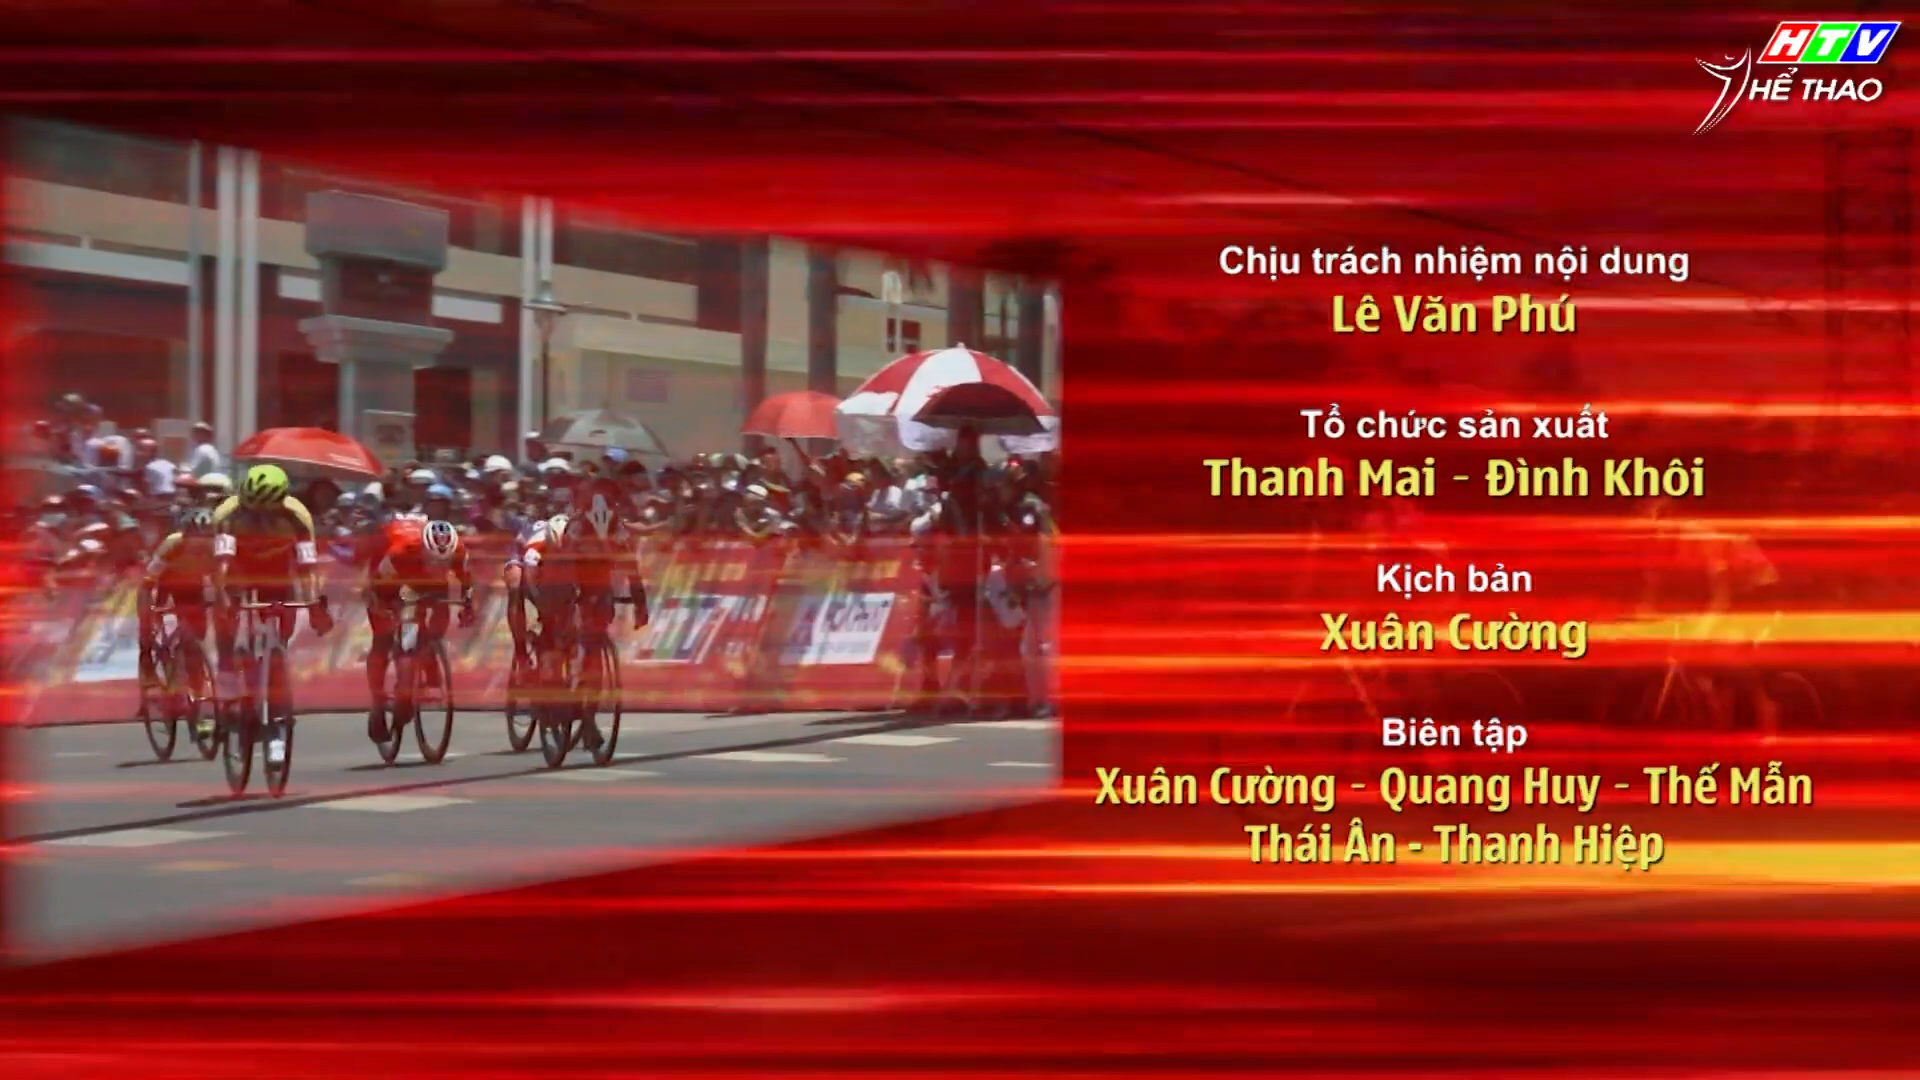 HTV
THỂ THAO
Chịu trách nhiệm nội dung
Lê Văn Phú
Tổ chức sản xuất
Thanh Mai - Đình Khôi
Kịch bản
Xuân Cường
Biên tập
Xuân Cường - Quang Huy - Thế Mẫn
Thái Ân - Thanh Hiệp
HTV